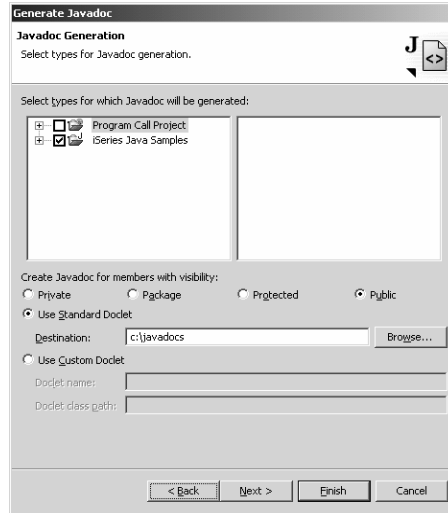 Generate Javadoc
Javadoc Generation
Select types for Javadoc generation.
J
<>
Select types for which Javadoc will be generated:
Program Call Project
iSeries Java Samples
J
Create Javadoc for members with visibility:
Private Package Protected Public
Use Standard Doclet
Destination: c:\javadocs Browse...
Use Custom Doclet
Doclet name:
Doclet class path:
< Back Next > Finish Cancel